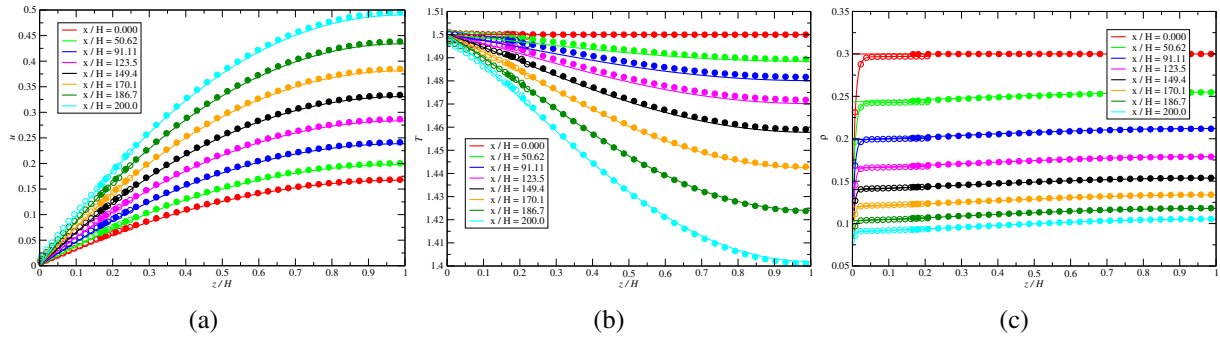 0.5
0.45
0.4
0.35
0.3
0.25
0.2
0.15
0.1
0.05
0
u
x / H = 0.000
x / H = 50.62
x / H = 91.11
x / H = 123.5
x / H = 149.4
x / H = 170.1
x / H = 186.7
x / H = 200.0
0 0.1 0.2 0.3 0.4 0.5 0.6 0.7 0.8 0.9 1
z / H
(a)
1.51
1.5
1.49
1.48
1.47
1.46
1.45
1.44
1.43
1.42
1.41
1.4
T
x / H = 0.000
x / H = 50.62
x / H = 91.11
x / H = 123.5
x / H = 149.4
x / H = 170.1
x / H = 186.7
x / H = 200.0
0 0.1 0.2 0.3 0.4 0.5 0.6 0.7 0.8 0.9 1
z / H
(b)
0.35
0.3
0.25
0.2
0.15
0.1
0.05
ρ
x / H = 0.000
x / H = 50.62
x / H = 91.11
x / H = 123.5
x / H = 149.4
x / H = 170.1
x / H = 186.7
x / H = 200.0
0 0.1 0.2 0.3 0.4 0.5 0.6 0.7 0.8 0.9 1
z / H
(c)